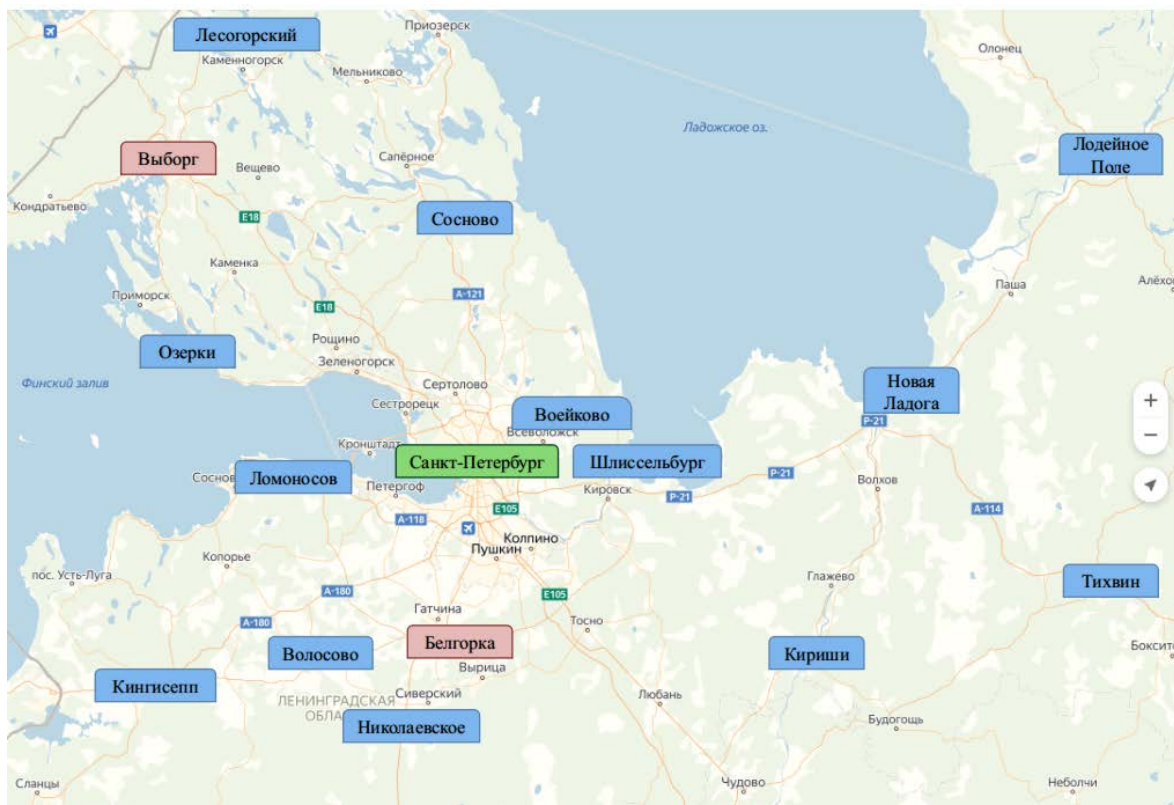 Приозерск
Лесогорский
Каменногорск
Мельниково
Олонец
Ладожское оз.
Выборг
Вещево
Сапёрное
Лодейное
Поле
Кондратьево
E18
Сосново
Каменка
Приморск
E18
А-121
Паша
Алёхов
Озерки
Рощино
Зеленогорск
Финский залив
Сертолово
Сестрорецк
Новая
Ладога
Воейково
Всеволожск
Р-21
Кронштадт
Санкт-Петербург
Шлиссельбург
Соснов
Ломоносов
Петергоф
Кировск
Р-21
Р-21
Волхов
А-118
E105
А-114
Колпино
Пушкин
Копорье
пос. Усть-Луга
А-180
E105
Глажево
Тихвин
Гатчина
А-180
Тосно
Белгорка
Волосово
Вырица
Кириши
Боксито
Кингисепп
ЛЕНИНГРАДСКАЯ
ОБЛА
Сиверский
Любань
Николаевское
Будогощь
Сланцы
Чудово
Неболчи